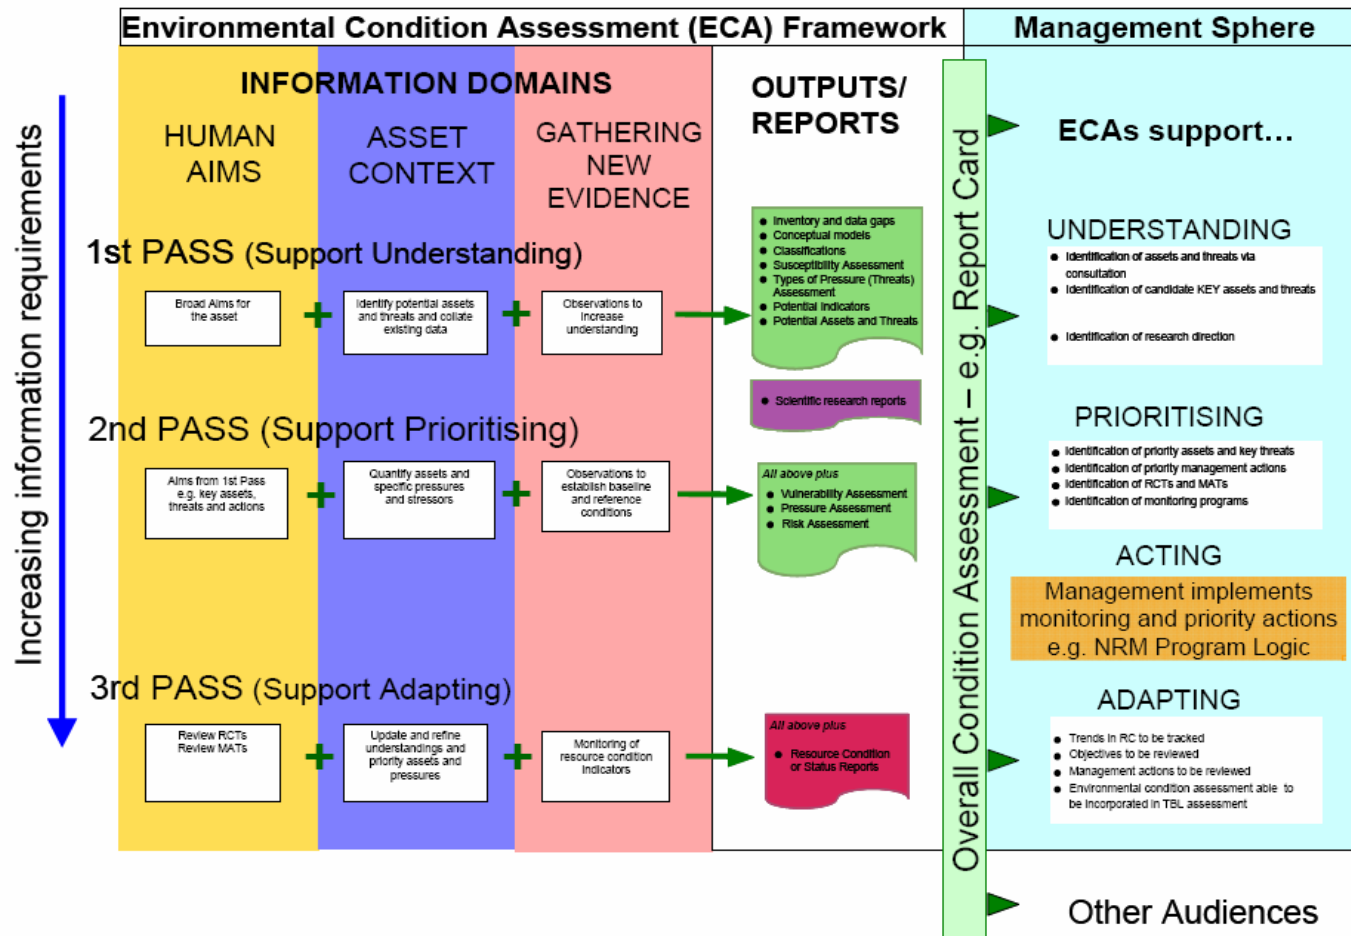 Environmental Condition Assessment (ECA) Framework
Management Sphere
Increasing information requirements
INFORMATION DOMAINS
HUMAN
AIMS
ASSET
CONTEXT
GATHERING
NEW
EVIDENCE
OUTPUTS/
REPORTS
Overall Condition Assessment – e.g. Report Card
ECAs support...
1st PASS (Support Understanding)
Broad Aims for
the asset
+
Identify potential assets
and threats and collate
existing data
+
Observations to
increase
understanding
● Inventory and data gaps
● Conceptual models
● Classifications
● Susceptibility Assessment
● Types of Pressure (Threats)
Assessment
● Potential Indicators
● Potential Assets and Threats
UNDERSTANDING
● Identification of assets and threats via
consultation
● Identification of candidate KEY assets and threats
● Identification of research direction
● Scientific research reports
2nd PASS (Support Prioritising)
Aims from 1st Pass
e.g. key assets,
threats and actions
+
Quantify assets and
specific pressures
and stressors
+
Observations to
establish baseline
and reference
conditions
All above plus
● Vulnerability Assessment
● Pressure Assessment
● Risk Assessment
PRIORITISING
● Identification of priority assets and key threats
● Identification of priority management actions
● Identification of RCTs and MATs
● Identification of monitoring programs
ACTING
Management implements
monitoring and priority actions
e.g. NRM Program Logic
3rd PASS (Support Adapting)
Review RCTs
Review MATs
+
Update and refine
understandings and
priority assets and
pressures
+
Monitoring of
resource condition
indicators
All above plus
● Resource Condition
or Status Reports
ADAPTING
● Trends in RC to be tracked
● Objectives to be reviewed
● Management actions to be reviewed
● Environmental condition assessment able to
be incorporated in TBL assessment
Other Audiences